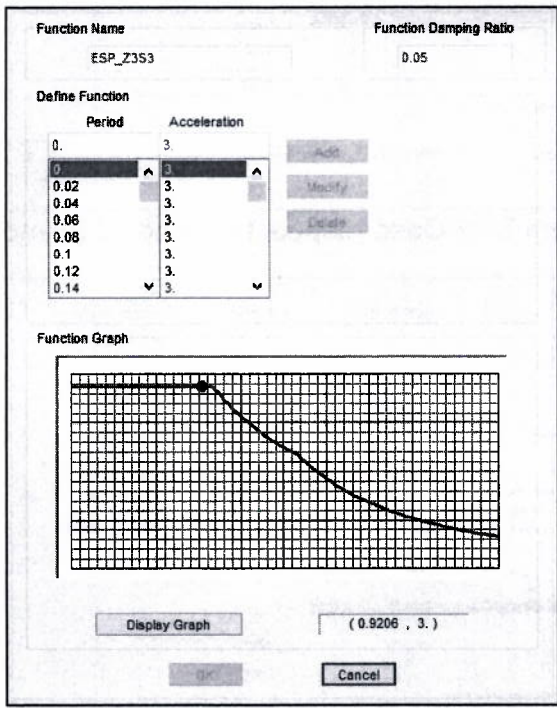 Function Name
Function Damping Ratio
ESP_Z3S3
0.05
Define Function
Period
Acceleration
0.
3.
0.
3.
0.02
3.
0.04
3.
0.06
3.
0.08
3.
0.1
3.
0.12
3.
0.14
3.
Add
Modify
Delete
Function Graph
Display Graph
(0.9206 , 3.)
OK
Cancel